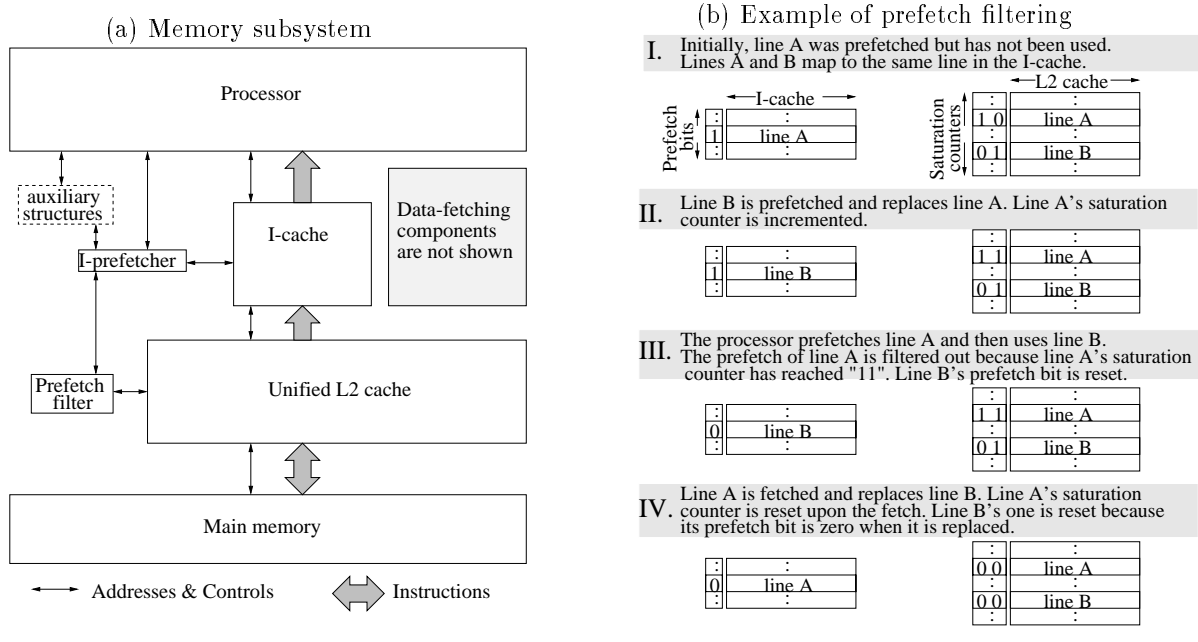 (a) Memory subsystem
Processor
auxiliary
structures
I-prefetcher
I-cache
Data-fetching
components
are not shown
Prefetch
filter
Unified L2 cache
Main memory
Addresses & Controls
Instructions
(b) Example of prefetch filtering
I. Initially, line A was prefetched but has not been used.
Lines A and B map to the same line in the I-cache.
Prefetch
bits
I-cache
:
:
1 line A
:
:
Saturation
counters
L2 cache
:
:
1 0 line A
:
:
0 1 line B
:
:
II. Line B is prefetched and replaces line A. Line A's saturation
counter is incremented.
:
:
1 line B
:
:
:
:
1 1 line A
:
:
0 1 line B
:
:
III. The processor prefetches line A and then uses line B.
The prefetch of line A is filtered out because line A's saturation
counter has reached "11". Line B's prefetch bit is reset.
:
:
0 line B
:
:
:
:
1 1 line A
:
:
0 1 line B
:
:
IV. Line A is fetched and replaces line B. Line A's saturation
counter is reset upon the fetch. Line B's one is reset because
its prefetch bit is zero when it is replaced.
:
:
0 line A
:
:
:
:
0 0 line A
:
:
0 0 line B
:
: